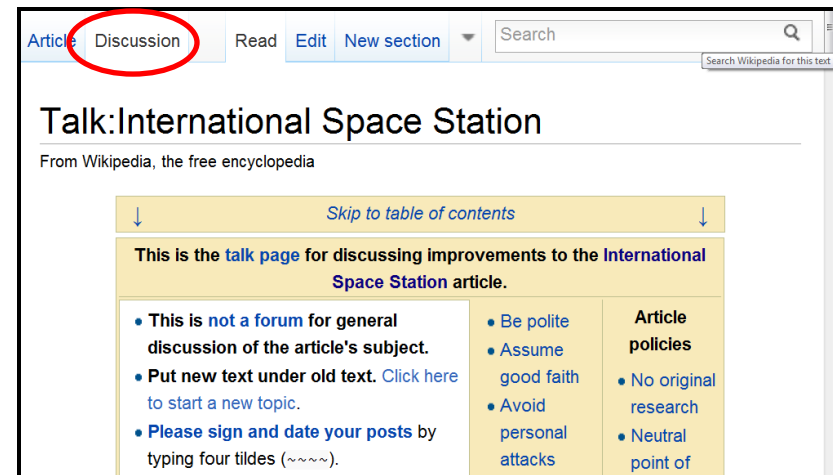 Article Discussion Read Edit New section Search
Search Wikipedia for this text
Talk:International Space Station
From Wikipedia, the free encyclopedia
↓ Skip to table of contents ↓
This is the talk page for discussing improvements to the International
Space Station article.
• This is not a forum for general
discussion of the article's subject.
• Put new text under old text. Click here
to start a new topic.
• Please sign and date your posts by
typing four tildes (~~~~).
• Be polite
• Assume
good faith
• Avoid
personal
attacks
Article
policies
• No original
research
• Neutral
point of